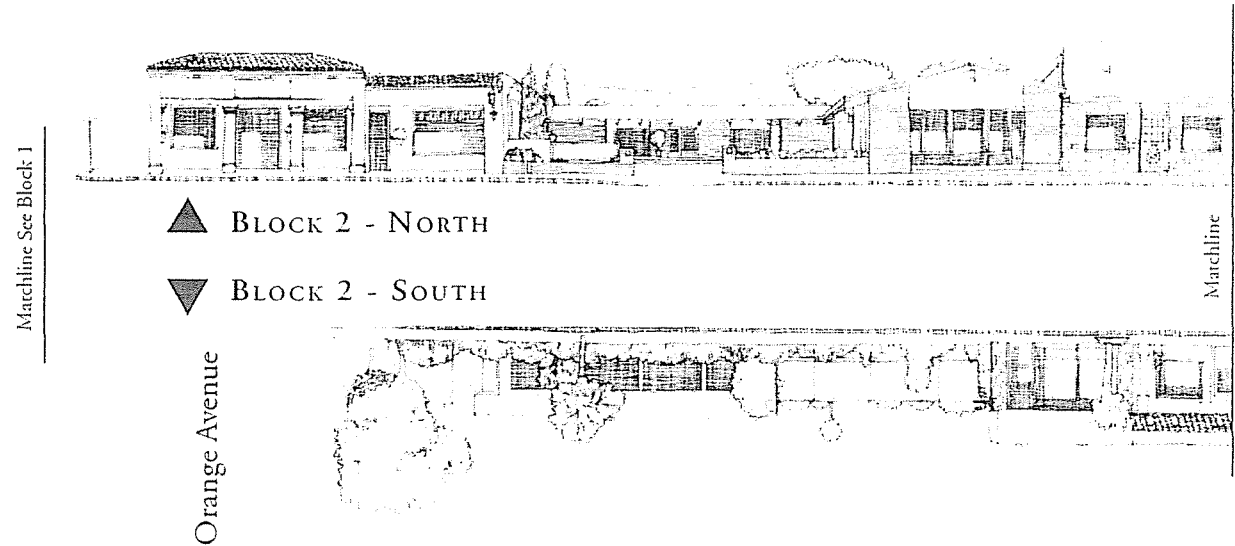 Matchline See Block 1
BLOCK 2 - NORTH
BLOCK 2 - SOUTH
Matchline
Orange Avenue